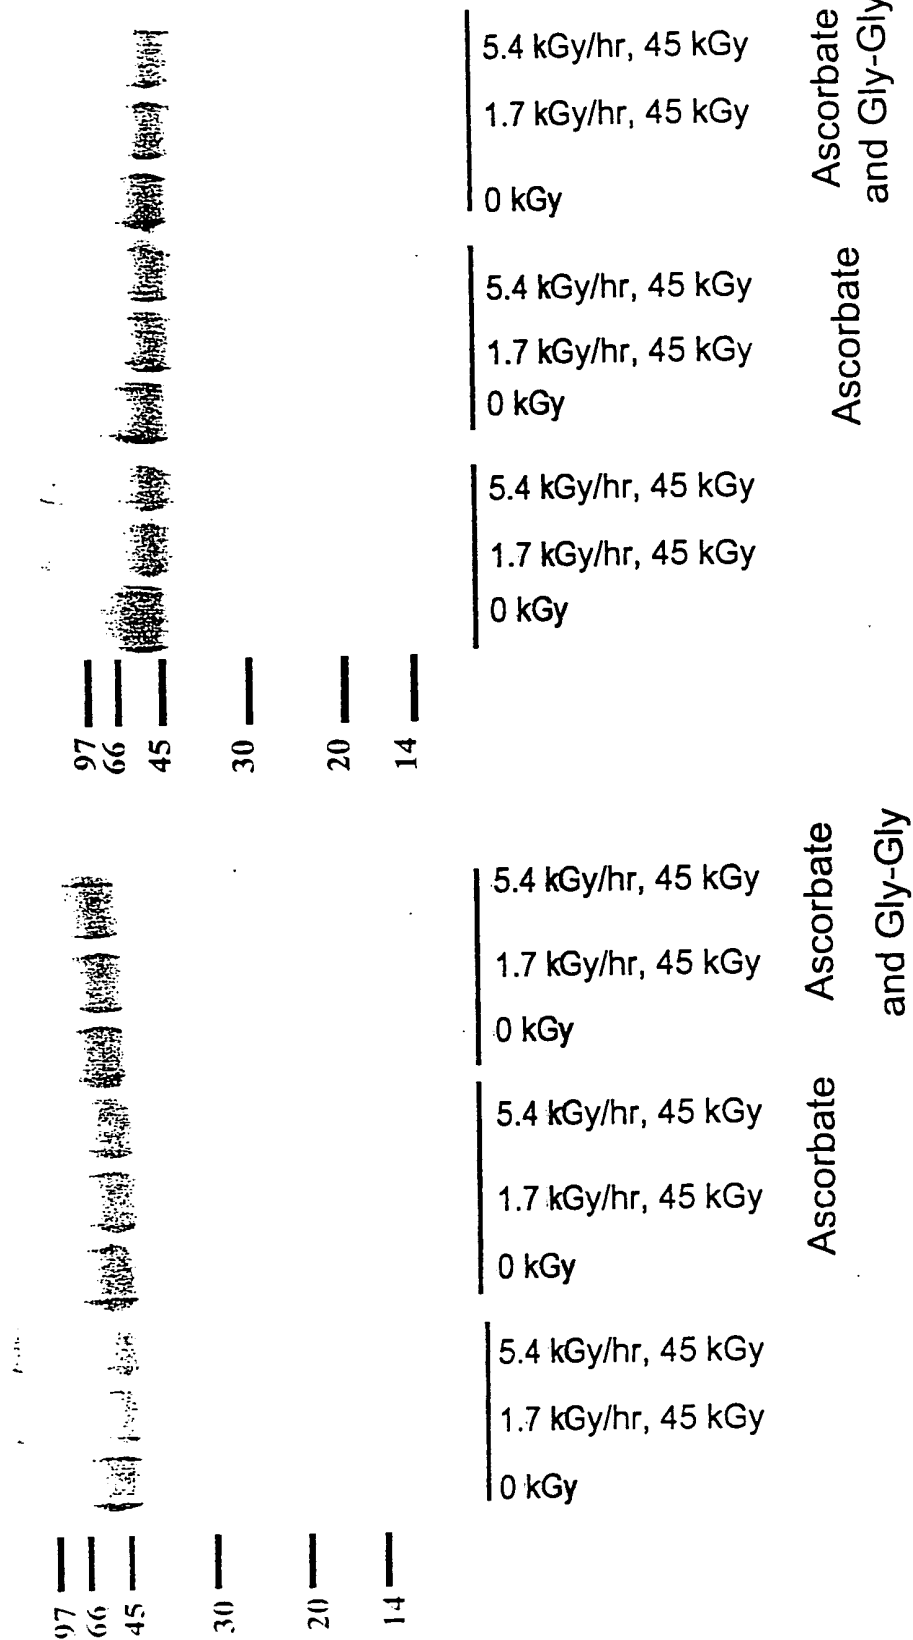 5.4 kGy/hr, 45 kGy
1.7 kGy/hr, 45 kGy
0 kGy
Ascorbate
and Gly-Gly
5.4 kGy/hr, 45 kGy
1.7 kGy/hr, 45 kGy
0 kGy
Ascorbate
5.4 kGy/hr, 45 kGy
1.7 kGy/hr, 45 kGy
0 kGy
97
66
45
30
20
14
5.4 kGy/hr, 45 kGy
1.7 kGy/hr, 45 kGy
0 kGy
Ascorbate
and Gly-Gly
5.4 kGy/hr, 45 kGy
1.7 kGy/hr, 45 kGy
0 kGy
Ascorbate
5.4 kGy/hr, 45 kGy
1.7 kGy/hr, 45 kGy
0 kGy
97
66
45
30
20
14